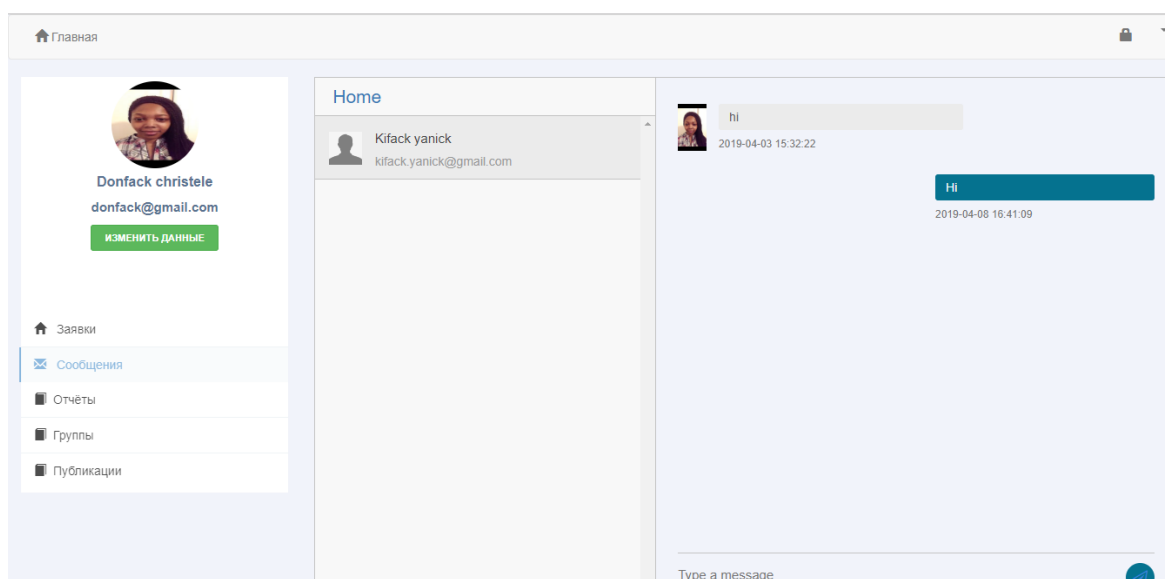 Главная
Donfack christele
donfack@gmail.com
ИЗМЕНИТЬ ДАННЫЕ
Заявки
Сообщения
Отчёты
Группы
Публикации
Home
Kifack yanick
kifack.yanick@gmail.com
hi
2019-04-03 15:32:22
Hi
2019-04-08 16:41:09
Type a message